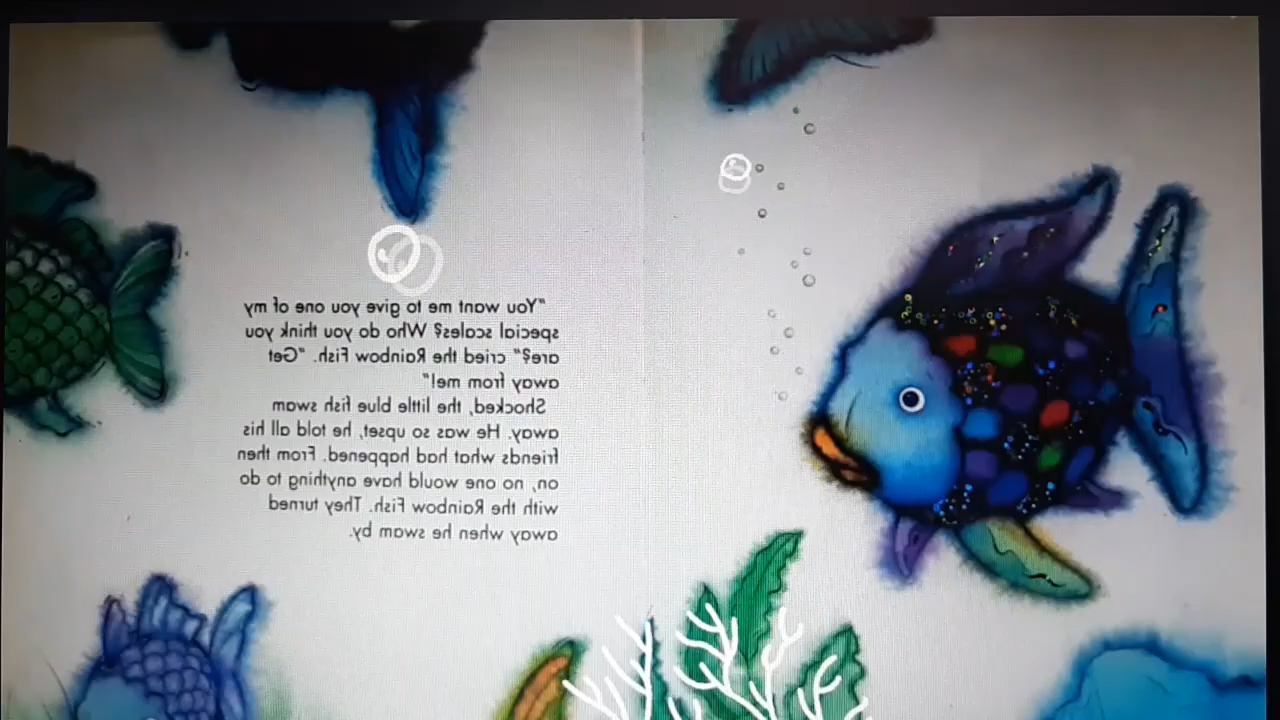 "You want me to give you one of my
special scales? Who do you think you
are?" cried the Rainbow Fish. "Get
away from me!"
Shocked, the little blue fish swam
away. He was so upset, he told all his
friends what had happened. From then
on, no one would have anything to do
with the Rainbow Fish. They turned
away when he swam by.